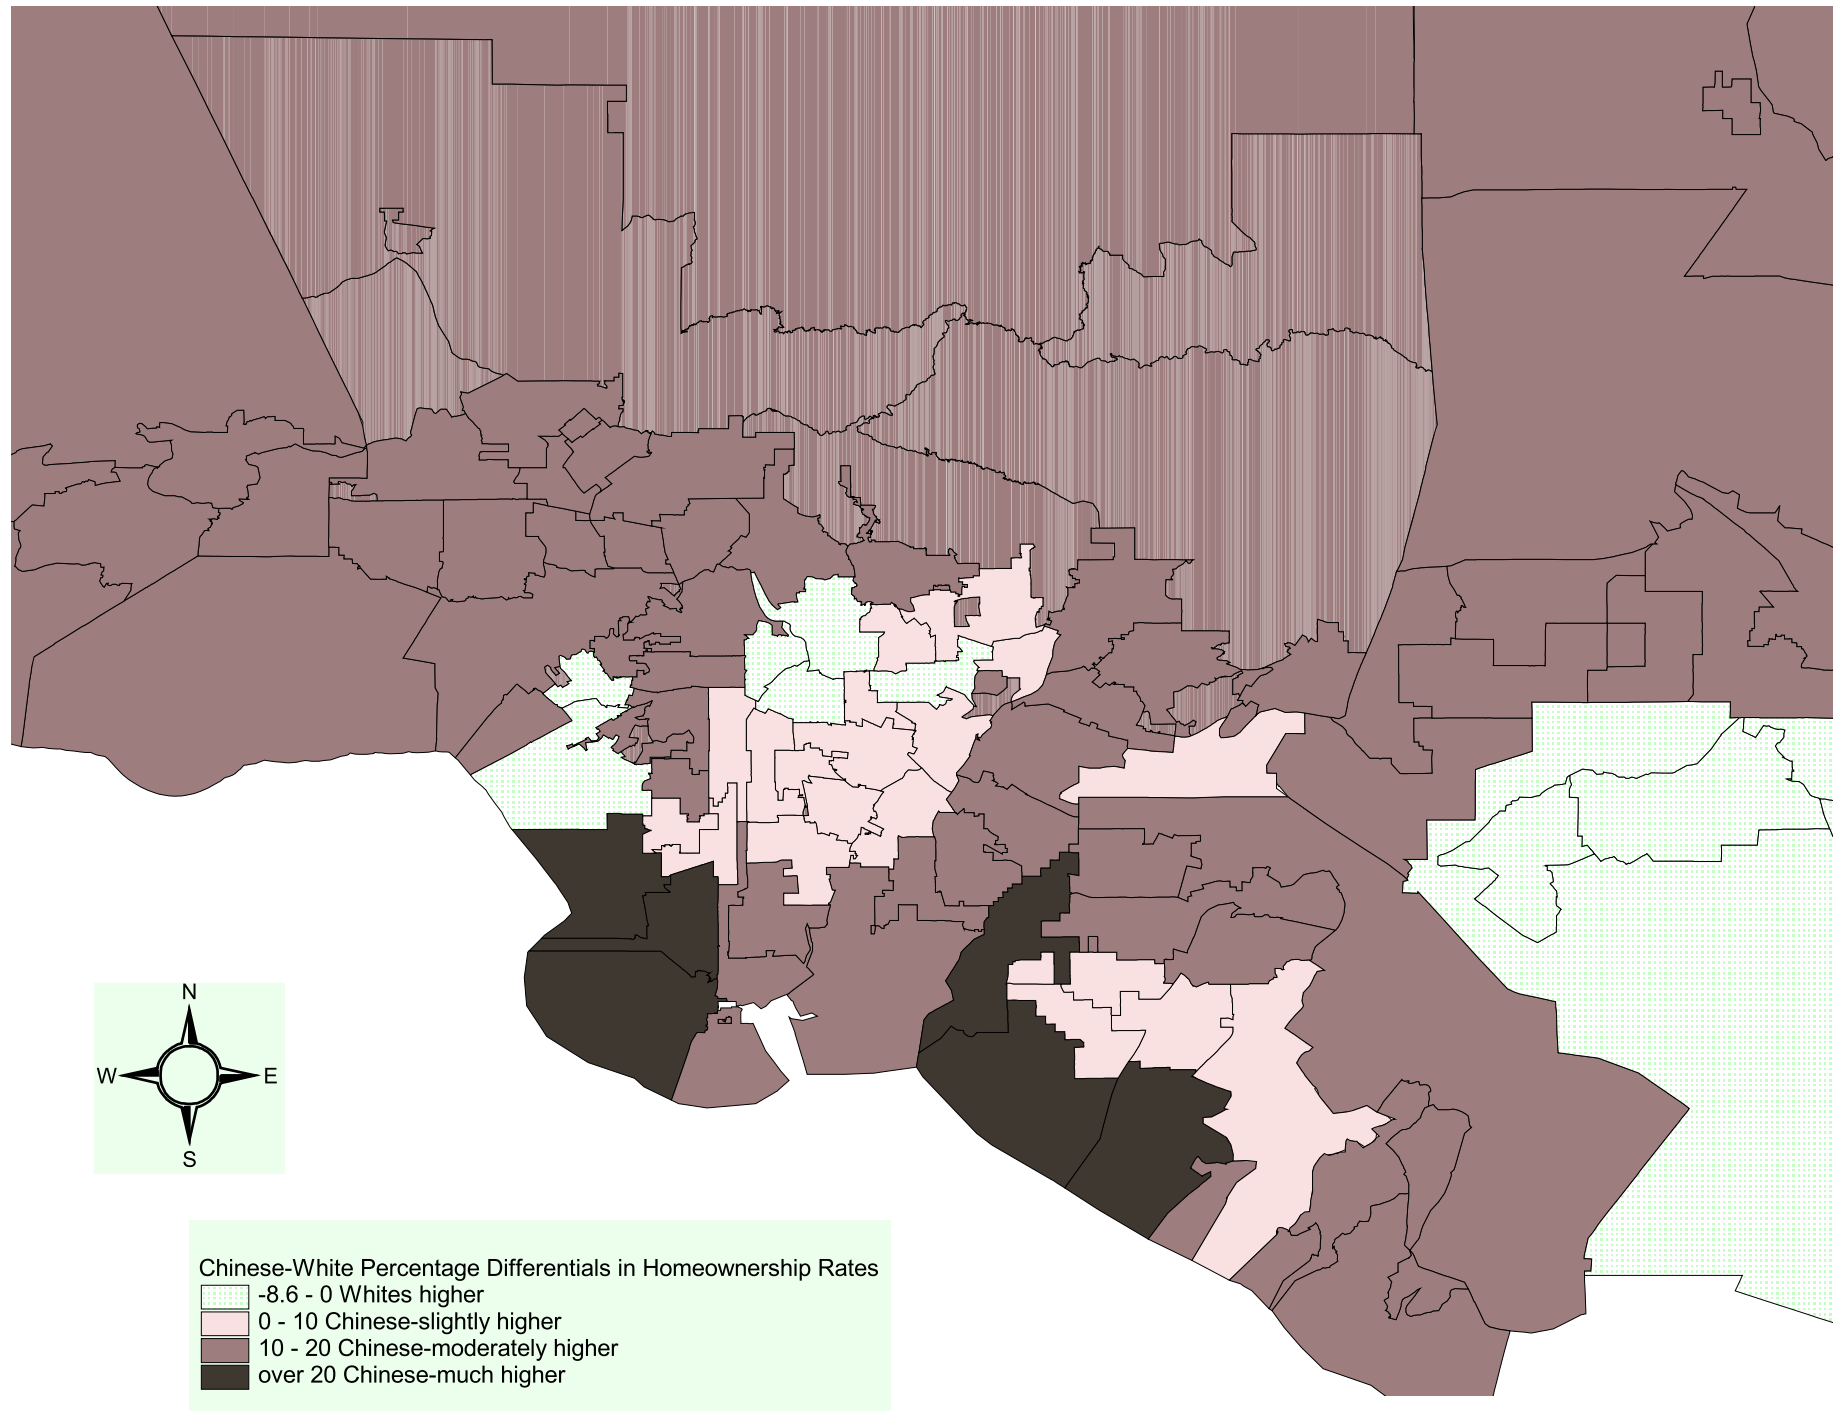 N
W E
S
Chinese-White Percentage Differentials in Homeownership Rates
-8.6 - 0 Whites higher
0 - 10 Chinese-slightly higher
10 - 20 Chinese-moderately higher
over 20 Chinese-much higher